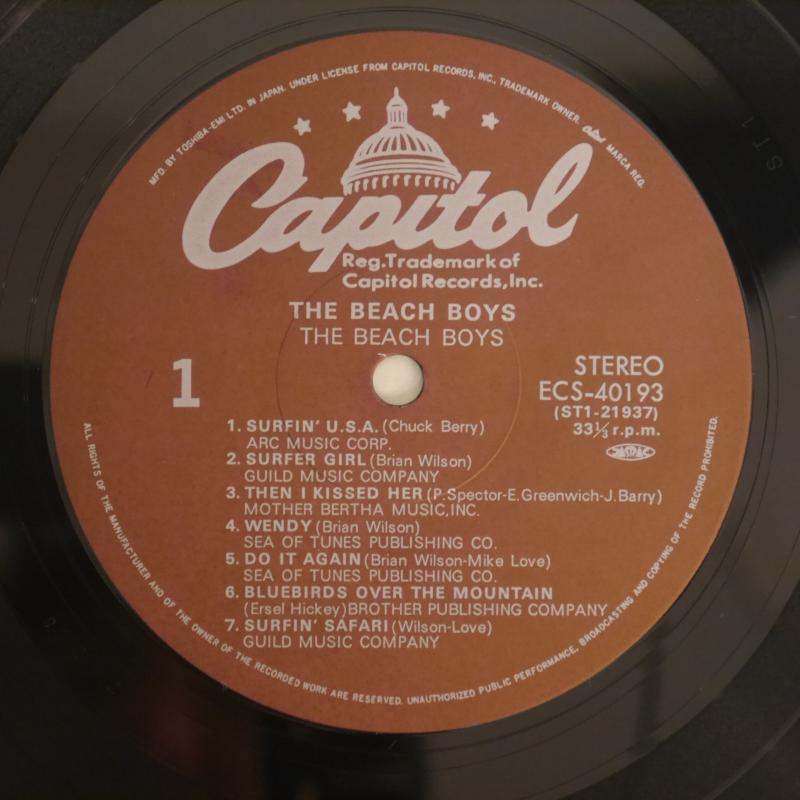 MFD. BY TOSHIBA-EMI LTD. IN JAPAN. UNDER LICENSE FROM CAPITOL RECORDS, INC., TRADEMARK OWNER. Capitol MARCA REG.
Capitol
Reg.Trademark of
Capitol Records,Inc.
THE BEACH BOYS
THE BEACH BOYS
1
STEREO
ECS-40193
(ST1-21937)
33⅓ r.p.m.
JASRAC
1. SURFIN' U.S.A. (Chuck Berry)
ARC MUSIC CORP.
2. SURFER GIRL (Brian Wilson)
GUILD MUSIC COMPANY
3. THEN I KISSED HER (P.Spector-E.Greenwich-J.Barry)
MOTHER BERTHA MUSIC,INC.
4. WENDY (Brian Wilson)
SEA OF TUNES PUBLISHING CO.
5. DO IT AGAIN (Brian Wilson-Mike Love)
SEA OF TUNES PUBLISHING CO.
6. BLUEBIRDS OVER THE MOUNTAIN
(Ersel Hickey) BROTHER PUBLISHING COMPANY
7. SURFIN' SAFARI (Wilson-Love)
GUILD MUSIC COMPANY
ALL RIGHTS OF THE MANUFACTURER AND OF THE OWNER OF THE RECORDED WORK ARE RESERVED. UNAUTHORIZED PUBLIC PERFORMANCE, BROADCASTING AND COPYING OF THE RECORD PROHIBITED.